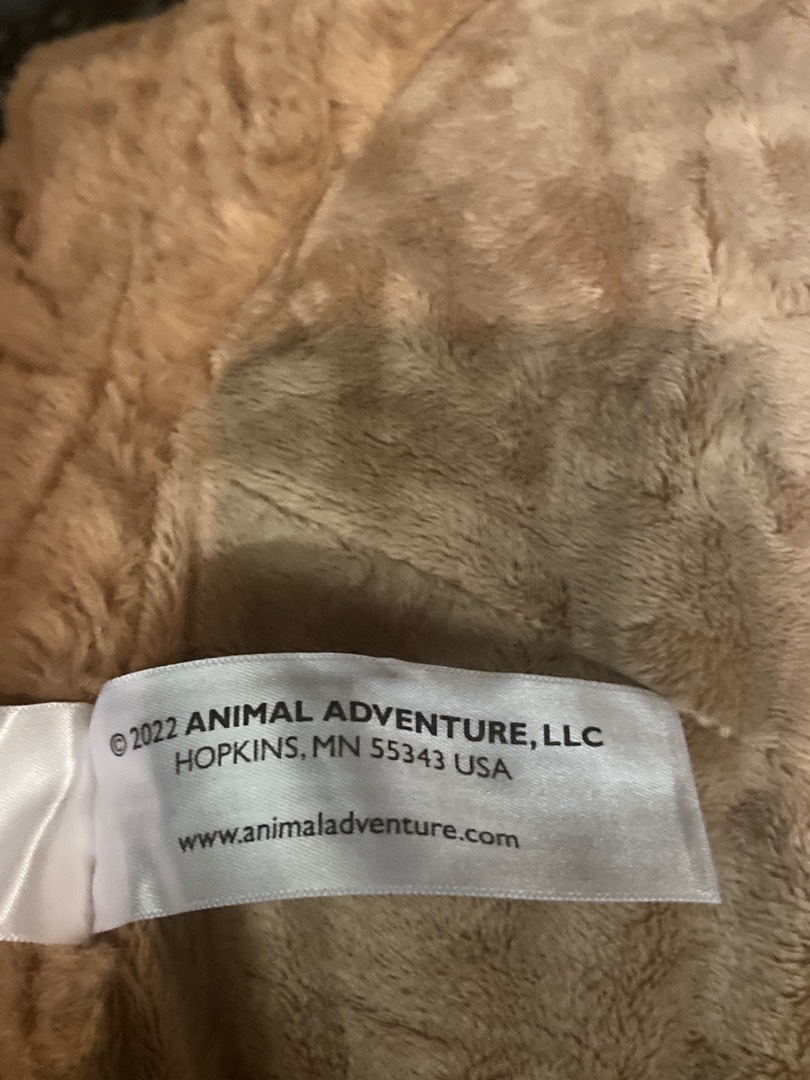 © 2022 ANIMAL ADVENTURE, LLC
HOPKINS, MN 55343 USA
www.animaladventure.com